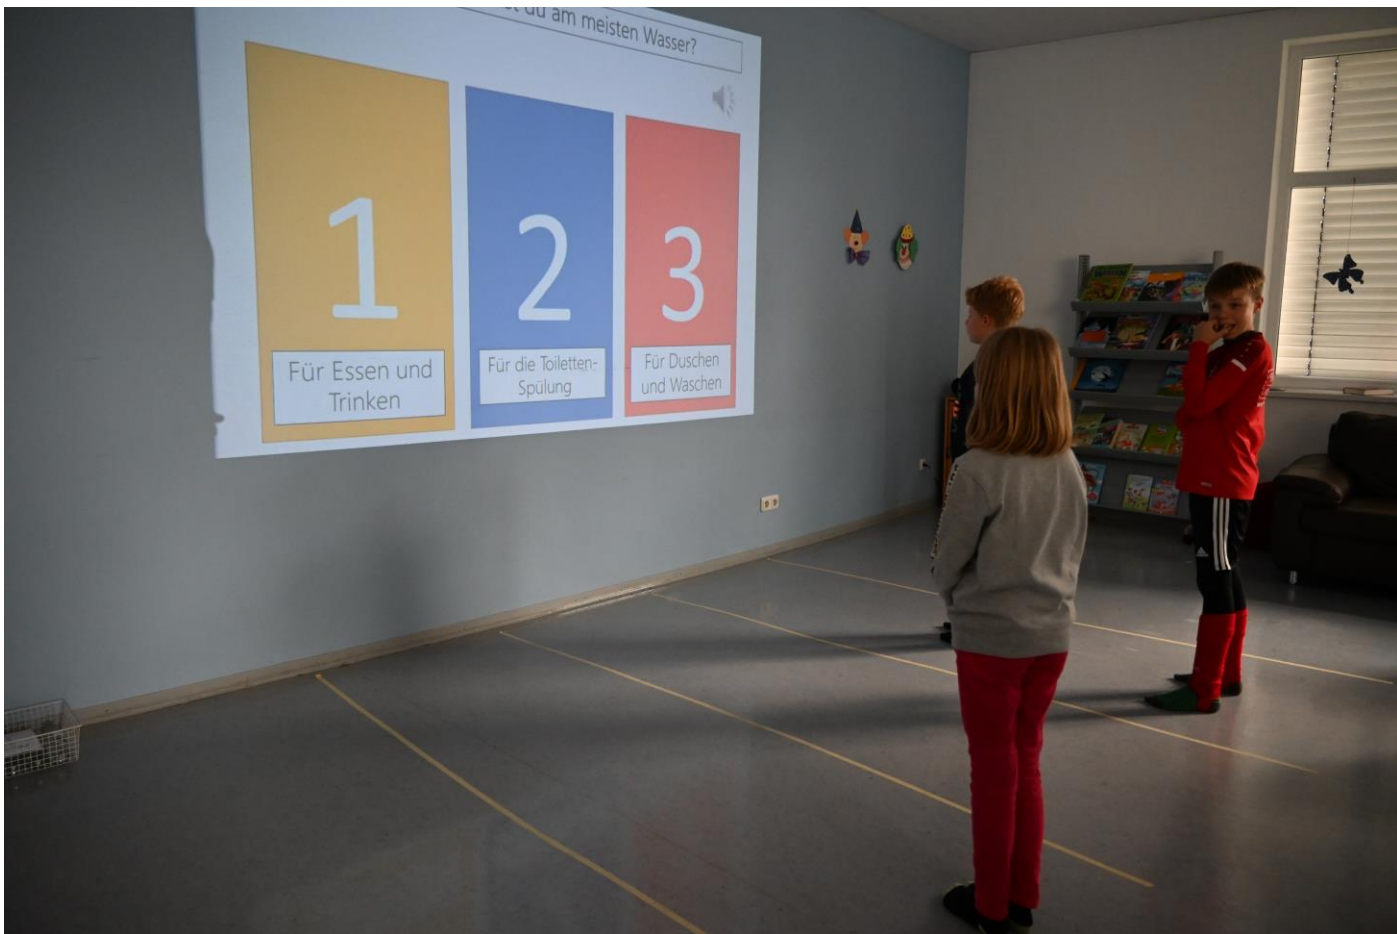 du am meisten Wasser?
1
Für Essen und
Trinken
2
Für die Toiletten-
Spülung
3
Für Duschen
und Waschen